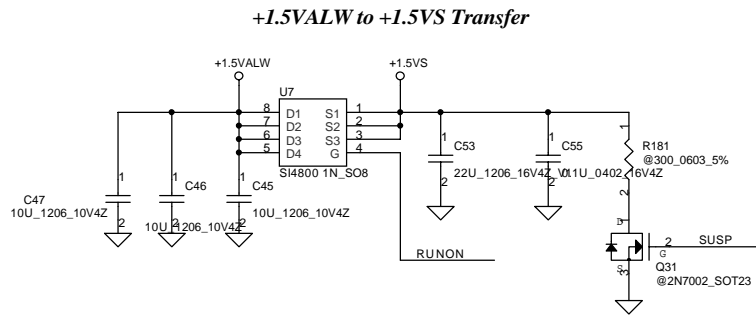 +1.5VALW to +1.5VS Transfer
+1.5VALW
+1.5VS
U7
8 D1 S1 1
7 D2 S2 2
6 D3 S3 3
5 D4 G 4
SI4800 1N_SO8
1
C47
10U_1206_10V4Z
2
1
C46
10U_1206_10V4Z
2
1
C45
10U_1206_10V4Z
2
1
C53
22U_1206_16V4Z_V1
2
1
C55
0.1U_0402_16V4Z
2
1
R181
@300_0603_5%
2
RUNON
D 1
2
G
SUSP
S 3
Q31
@2N7002_SOT23